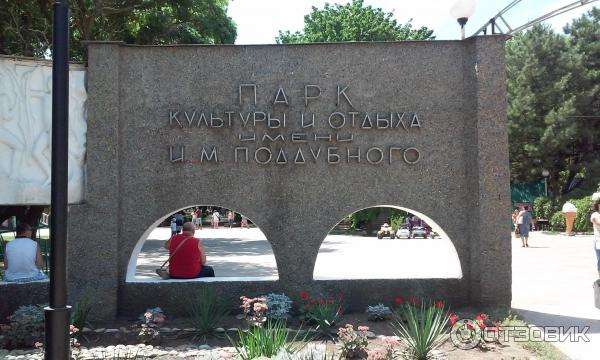 ПАРК
КУЛЬТУРЫ И ОТДЫХА
ИМЕНИ
И. М. ПОДДУБНОГО
ОТЗОВИК